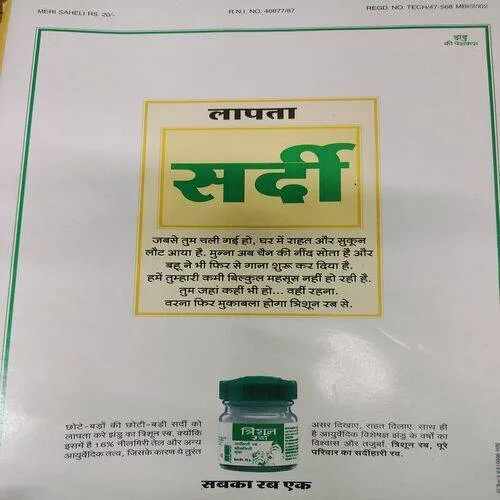 MERI SAHELI RS. 20/-
R.N.I. NO. 46877/87
REGD. NO. TECH/47-568 MBI/2002
झंडु
की पेशकश
लापता
सर्दी
जबसे तुम चली गई हो, घर में राहत और सुकून
लौट आया है. मुन्ना अब चैन की नींद सोता है और
बहू ने भी फिर से गाना शुरू कर दिया है.
हमें तुम्हारी कमी बिल्कुल महसूस नहीं हो रही है.
तुम जहां कहीं भी हो... वहीं रहना.
वरना फिर मुकाबला होगा त्रिशून रब से.
छोटे-बड़ों की छोटी-बड़ी सर्दी को
लापता करे झंडु का त्रिशून रब. क्योंकि
इसमें है 16% नीलगिरी तेल और अन्य
आयुर्वेदिक तत्व, जिसके कारण ये तुरंत
त्रिशून
रब
असर दिखाए, राहत दिलाए. साथ ही
है आयुर्वेदिक विशेषज्ञ झंडु के वर्षों का
विश्वास और तजुर्बा. त्रिशून रब, पूरे
परिवार का सर्दीहारी रब.
सबका रब एक